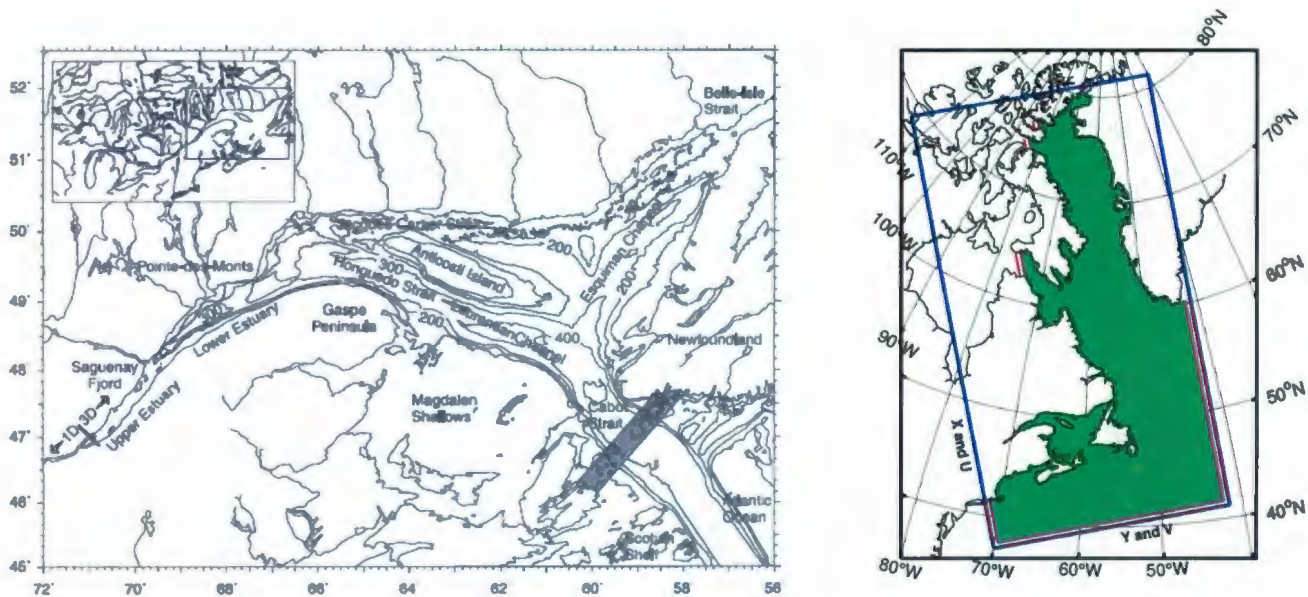 52°
51°
50°
49°
48°
47°
46°
45°
72
70
68
66
64
62
60
58
56
Belle-Isle
Strait
Pointe-des-Monts
Anticosti Island
Honguedo Strait
Esquiman Channel
200
200
200
300
400
Lower Estuary
Gaspe
Peninsula
Laurentian Channel
Newfoundland
Saguenay
Fjord
Magdalen
Shallows
Cabot
Strait
1D
3D
Upper Estuary
Atlantic
Ocean
Scotian
Shelf
80°N
70°N
60°N
50°N
40°N
110°W
100°W
90°W
80°W
70°W
60°W
50°W
X and U
Y and V